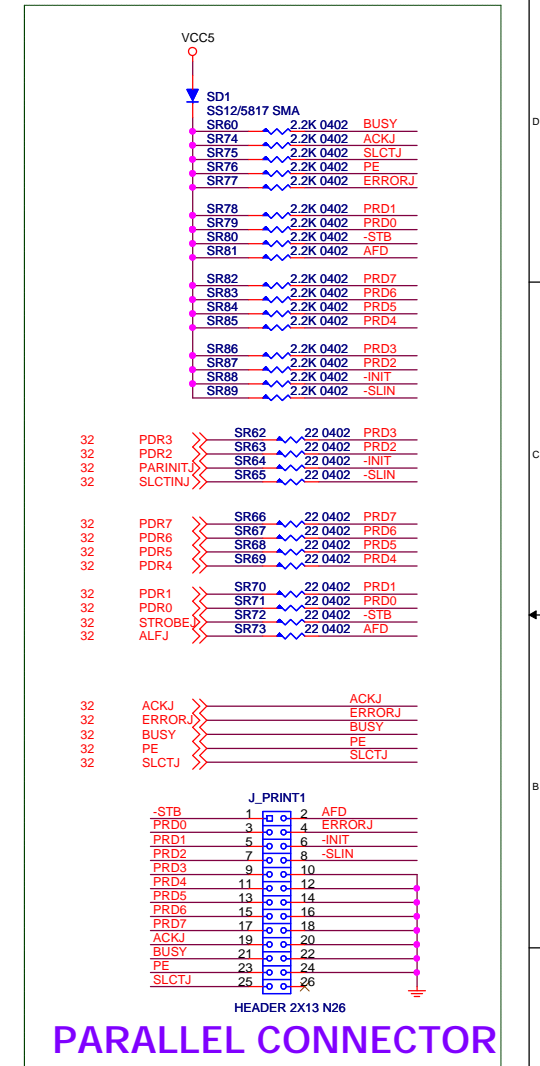 VCC5
D
SD1
SS12/5817 SMA
SR60 2.2K 0402 BUSY
SR74 2.2K 0402 ACKJ
SR75 2.2K 0402 SLCTJ
SR76 2.2K 0402 PE
SR77 2.2K 0402 ERRORJ
SR78 2.2K 0402 PRD1
SR79 2.2K 0402 PRD0
SR80 2.2K 0402 -STB
SR81 2.2K 0402 AFD
SR82 2.2K 0402 PRD7
SR83 2.2K 0402 PRD6
SR84 2.2K 0402 PRD5
SR85 2.2K 0402 PRD4
SR86 2.2K 0402 PRD3
SR87 2.2K 0402 PRD2
SR88 2.2K 0402 -INIT
SR89 2.2K 0402 -SLIN
32 PDR3 SR62 22 0402 PRD3
32 PDR2 SR63 22 0402 PRD2 C
32 PARINITJ SR64 22 0402 -INIT
32 SLCTINJ SR65 22 0402 -SLIN
32 PDR7 SR66 22 0402 PRD7
32 PDR6 SR67 22 0402 PRD6
32 PDR5 SR68 22 0402 PRD5
32 PDR4 SR69 22 0402 PRD4
32 PDR1 SR70 22 0402 PRD1
32 PDR0 SR71 22 0402 PRD0
32 STROBEJ SR72 22 0402 -STB
32 ALFJ SR73 22 0402 AFD
32 ACKJ ACKJ
32 ERRORJ ERRORJ
32 BUSY BUSY
32 PE PE
32 SLCTJ SLCTJ
B
J_PRINT1
-STB 1 2 AFD
PRD0 3 4 ERRORJ
PRD1 5 6 -INIT
PRD2 7 8 -SLIN
PRD3 9 10
PRD4 11 12
PRD5 13 14
PRD6 15 16
PRD7 17 18
ACKJ 19 20
BUSY 21 22
PE 23 24
SLCTJ 25 26
HEADER 2X13 N26
PARALLEL CONNECTOR